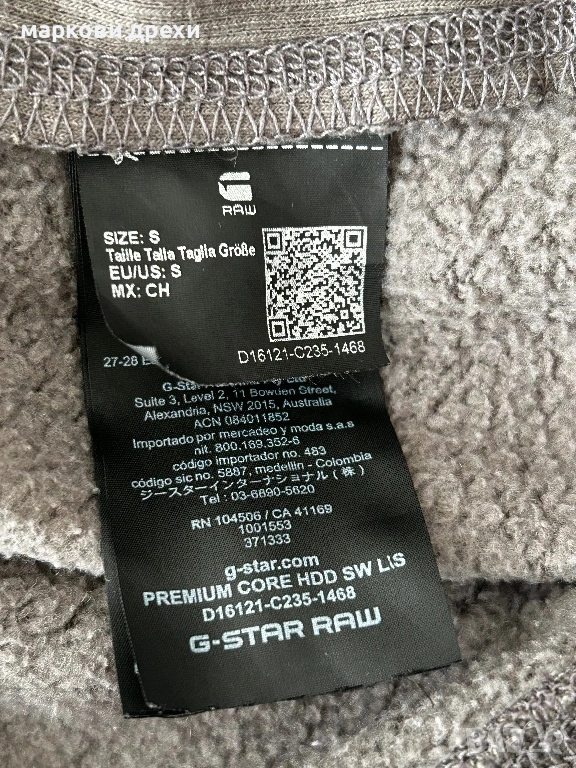 маркови дрехи
RAW
SIZE: S
Taille Talla Taglia Größe
EU/US: S
MX: CH
D16121-C235-1468
27-28
G-Star
Suite 3, Level 2, 11 Bowden Street,
Alexandria, NSW 2015, Australia
ACN 084011852
Importado por mercadeo y moda s.a.s
nit. 800.169.352-6
código importador no. 483
código sic no. 5887, medellin - Colombia
ジースターインターナショナル(株)
Tel : 03-6890-5620
RN 104506 / CA 41169
1001553
371333
g-star.com
PREMIUM CORE HDD SW L\S
D16121-C235-1468
G-STAR RAW